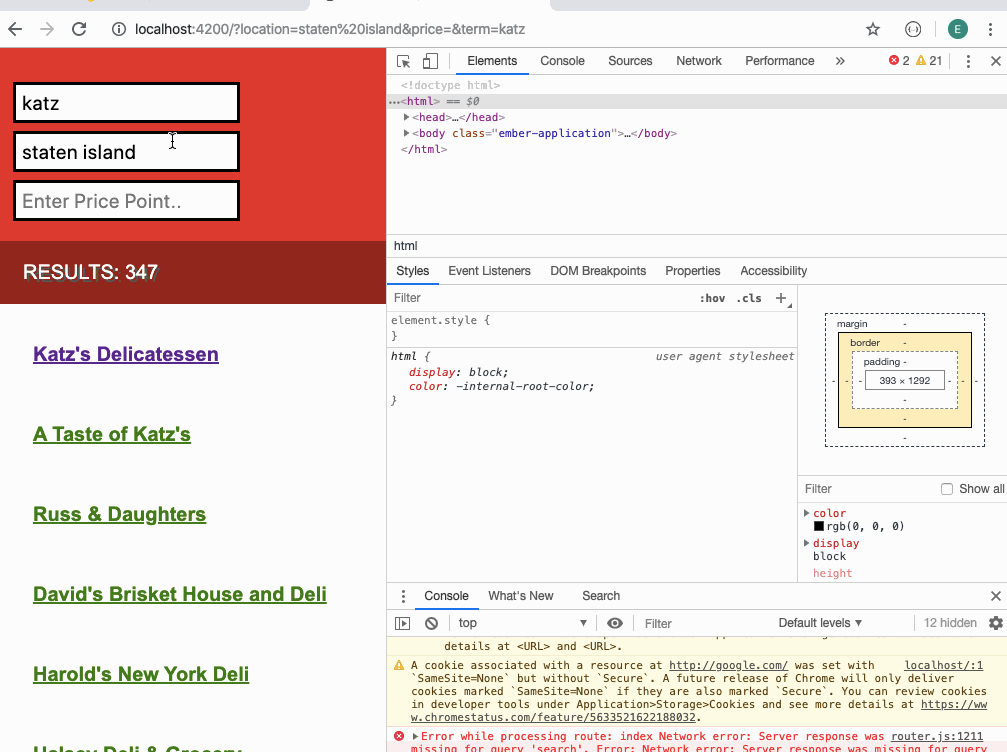 localhost:4200/?location=staten%20island&price=&term=katz
E
katz
staten island
Enter Price Point..
RESULTS: 347
Katz's Delicatessen
A Taste of Katz's
Russ & Daughters
David's Brisket House and Deli
Harold's New York Deli
Elements Console Sources Network Performance » 2 21
<!doctype html>
…<html> == $0
<head>…</head>
<body class="ember-application">…</body>
</html>
html
Styles Event Listeners DOM Breakpoints Properties Accessibility
Filter :hov .cls +
element.style {
}
html { user agent stylesheet
display: block;
color: -internal-root-color;
}
margin -
border -
padding -
- - - 393 × 1292 - - -
-
-
-
Filter Show all
color
rgb(0, 0, 0)
display
block
height
Console What's New Search
top Filter Default levels 12 hidden
details at <URL> and <URL>.
A cookie associated with a resource at http://google.com/ was set with localhost/:1
`SameSite=None` but without `Secure`. A future release of Chrome will only deliver
cookies marked `SameSite=None` if they are also marked `Secure`. You can review cookies
in developer tools under Application>Storage>Cookies and see more details at https://ww
w.chromestatus.com/feature/5633521622188032.
Error while processing route: index Network error: Server response was router.js:1211
missing for query 'search'. Error: Network error: Server response was missing for query